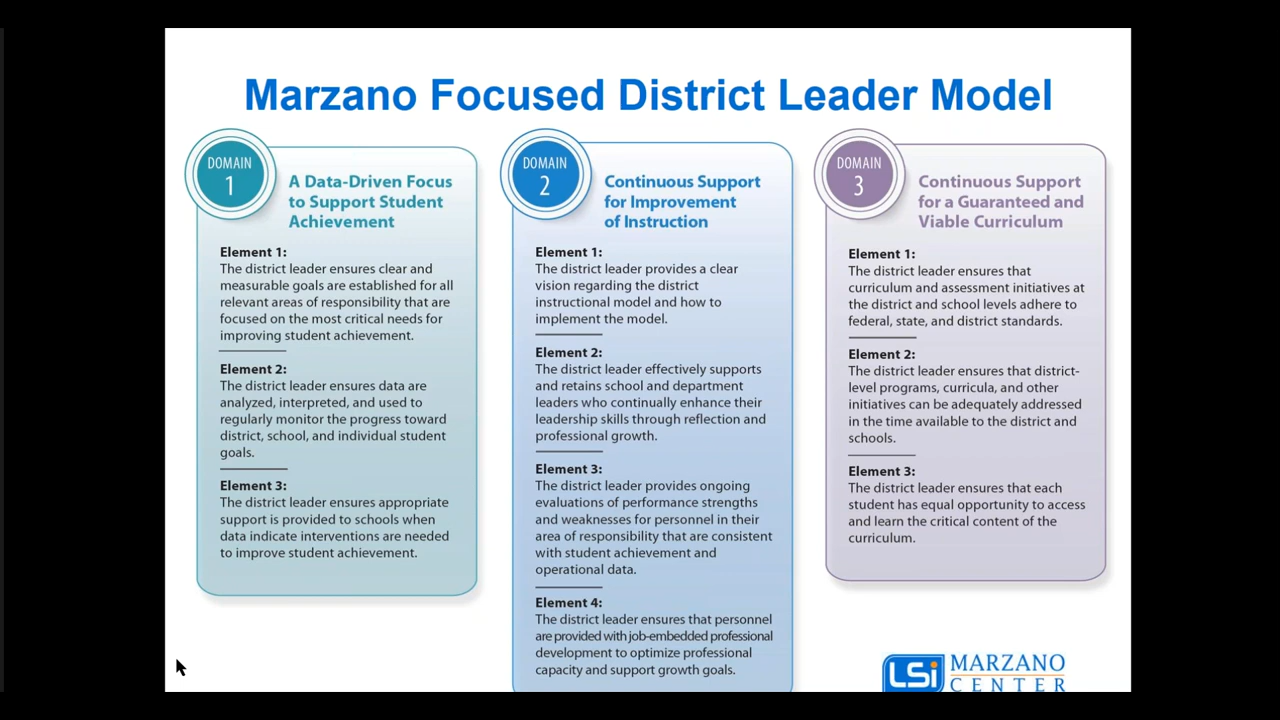 Marzano Focused District Leader Model
DOMAIN
1
A Data-Driven Focus
to Support Student
Achievement
Element 1:
The district leader ensures clear and
measurable goals are established for all
relevant areas of responsibility that are
focused on the most critical needs for
improving student achievement.
Element 2:
The district leader ensures data are
analyzed, interpreted, and used to
regularly monitor the progress toward
district, school, and individual student
goals.
Element 3:
The district leader ensures appropriate
support is provided to schools when
data indicate interventions are needed
to improve student achievement.
DOMAIN
2
Continuous Support
for Improvement
of Instruction
Element 1:
The district leader provides a clear
vision regarding the district
instructional model and how to
implement the model.
Element 2:
The district leader effectively supports
and retains school and department
leaders who continually enhance their
leadership skills through reflection and
professional growth.
Element 3:
The district leader provides ongoing
evaluations of performance strengths
and weaknesses for personnel in their
area of responsibility that are consistent
with student achievement and
operational data.
Element 4:
The district leader ensures that personnel
are provided with job-embedded professional
development to optimize professional
capacity and support growth goals.
DOMAIN
3
Continuous Support
for a Guaranteed and
Viable Curriculum
Element 1:
The district leader ensures that
curriculum and assessment initiatives at
the district and school levels adhere to
federal, state, and district standards.
Element 2:
The district leader ensures that district-
level programs, curricula, and other
initiatives can be adequately addressed
in the time available to the district and
schools.
Element 3:
The district leader ensures that each
student has equal opportunity to access
and learn the critical content of the
curriculum.
LSi
MARZANO
CENTER